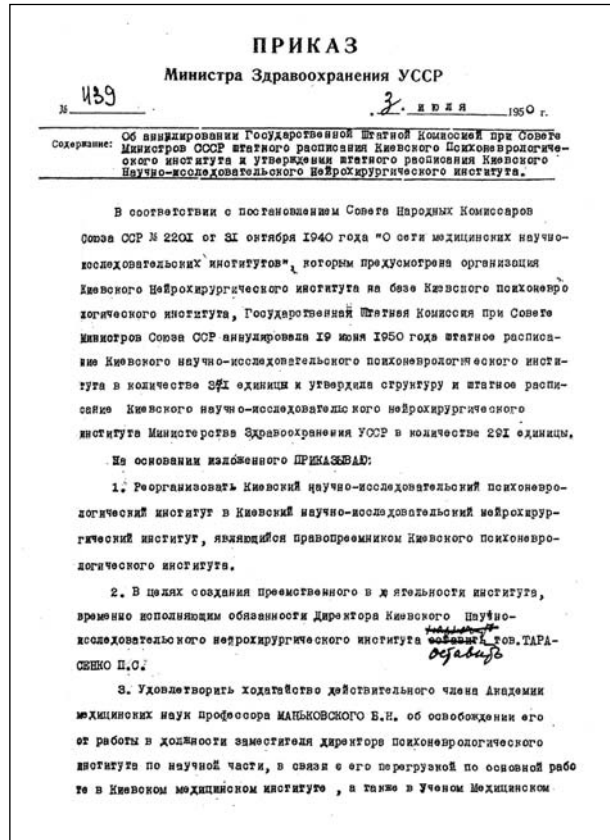 ПРИКАЗ
Министра Здравоохранения УССР
№ 439 3. июля 1950 г.
Содержание: Об аннулировании Государственной Штатной Комиссией при Совете
Министров СССР штатного расписания Киевского Психоневрологиче-
ского института и утверждении штатного расписания Киевского
Научно-исследовательского Нейрохирургического института.
В соответствии с постановлением Совета Народных Комиссаров
Союза ССР № 2201 от 31 октября 1940 года "О сети медицинских научно-
исследовательских институтов", которым предусмотрена организация
Киевского Нейрохирургического института на базе Киевского психоневро
логического института, Государственная Штатная Комиссия при Совете
Министров Союза ССР аннулировала 19 июня 1950 года штатное расписа-
ние Киевского научно-исследовательского психоневрологического инсти-
тута в количестве единицы и утвердила структуру и штатное распи-
сание Киевского научно-исследовательского нейрохирургического
института Министерства Здравоохранения УССР в количестве 291 единицы.
На основании изложенного ПРИКАЗЫВАЮ:
1. Реорганизовать Киевский научно-исследовательский психоневро-
логический институт в Киевский научно-исследовательский нейрохирур-
гический институт, являющийся правопреемником Киевского психоневро-
логического института.
2. В целях создания преемственного в деятельности института,
временно исполняющим обязанности Директора Киевского Научно-
исследовательского нейрохирургического института оставить тов.ТАРА-
оставить
СЕНКО П.С.
3. Удовлетворить ходатайство действительного члена Академии
медицинских наук профессора МАНЬКОВСКОГО Б.Н. об освобождении его
от работы в должности заместителя директора психоневрологического
института по научной части, в связи с его перегрузкой по основной рабо
те в Киевском медицинском институте , а также в Ученом Медицинском